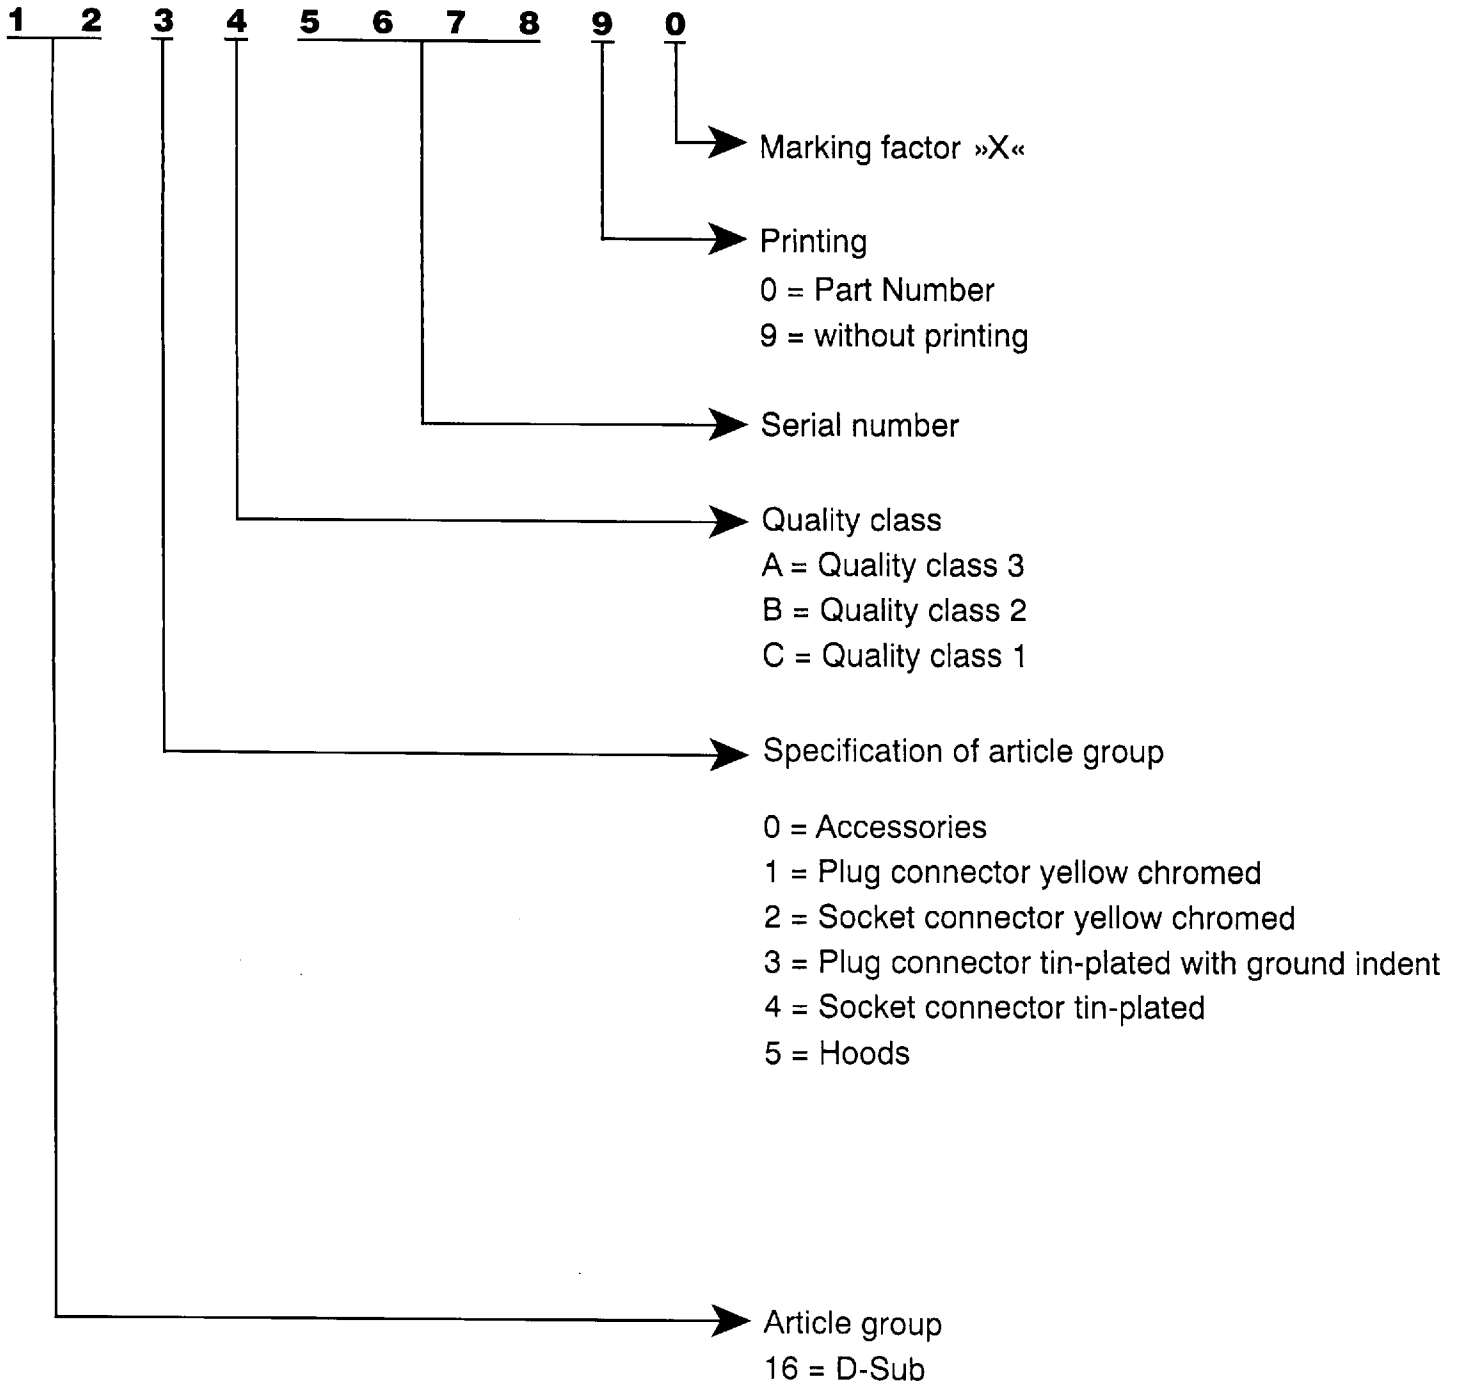 1 2 3 4 5 6 7 8 9 0
Marking factor »X«
Printing
0 = Part Number
9 = without printing
Serial number
Quality class
A = Quality class 3
B = Quality class 2
C = Quality class 1
Specification of article group
0 = Accessories
1 = Plug connector yellow chromed
2 = Socket connector yellow chromed
3 = Plug connector tin-plated with ground indent
4 = Socket connector tin-plated
5 = Hoods
Article group
16 = D-Sub